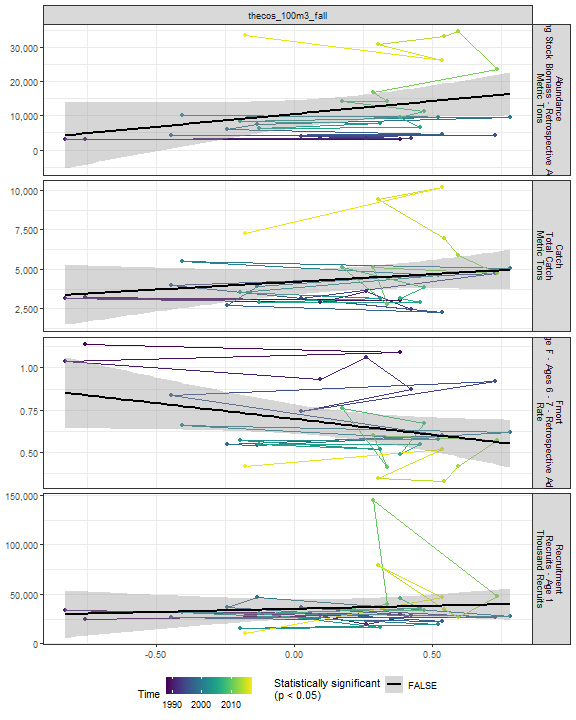 thecos_100m3_fall
30,000
20,000
10,000
0
Abundance
ng Stock Biomass - Retrospective A
Metric Tons
10,000
7,500
5,000
2,500
Catch
Total Catch
Metric Tons
1.00
0.75
0.50
Fmort
e F - Ages 6 - 7 - Retrospective Ad
Rate
150,000
100,000
50,000
0
Recruitment
Recruits - Age 1
Thousand Recruits
-0.50
0.00
0.50
Time
1990 2000 2010
Statistically significant
(p < 0.05)
FALSE